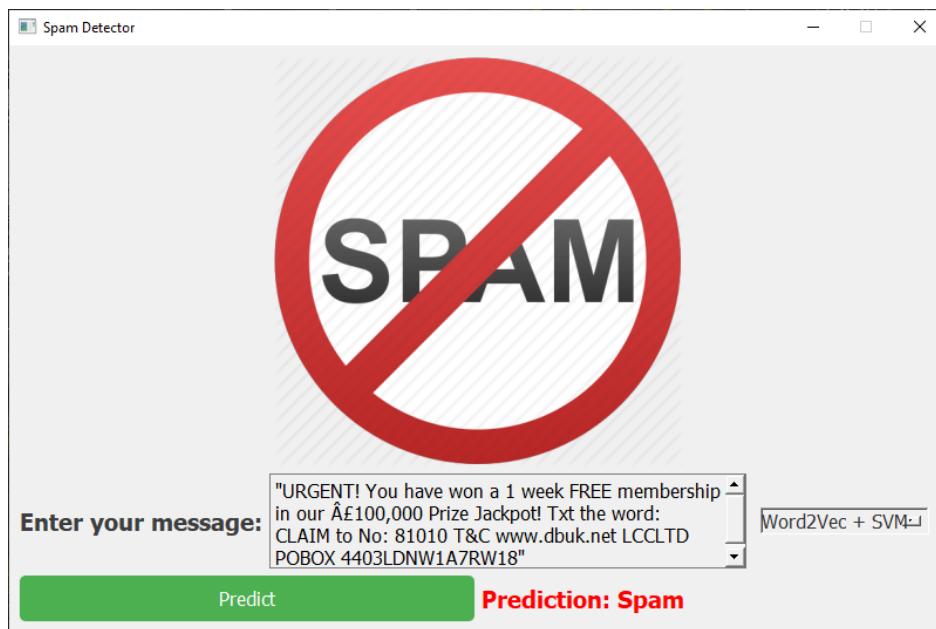 Spam Detector
SPAM
Enter your message:
"URGENT! You have won a 1 week FREE membership
in our Â£100,000 Prize Jackpot! Txt the word:
CLAIM to No: 81010 T&C www.dbuk.net LCCLTD
POBOX 4403LDNW1A7RW18"
Word2Vec + SVM
Predict
Prediction: Spam